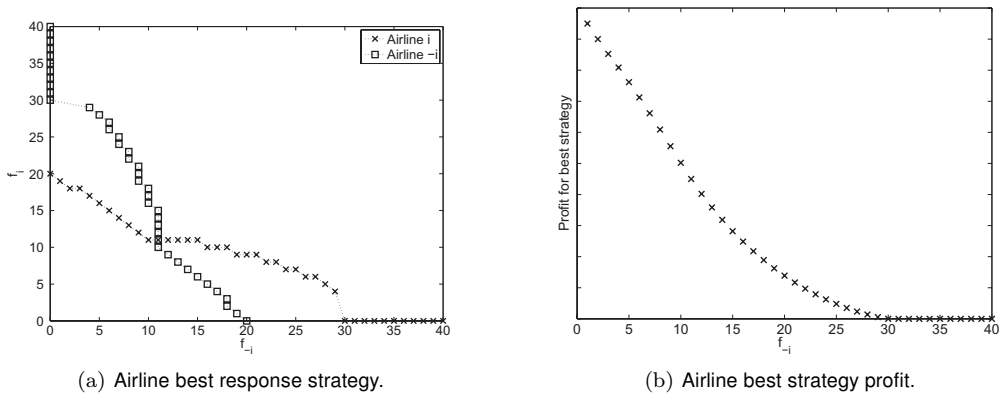 40
35
30
25
20
15
10
5
0
f_i
0 5 10 15 20 25 30 35 40
f_-i
Airline i
Airline −i
(a) Airline best response strategy.
Profit for best strategy
0 5 10 15 20 25 30 35 40
f_-i
(b) Airline best strategy profit.